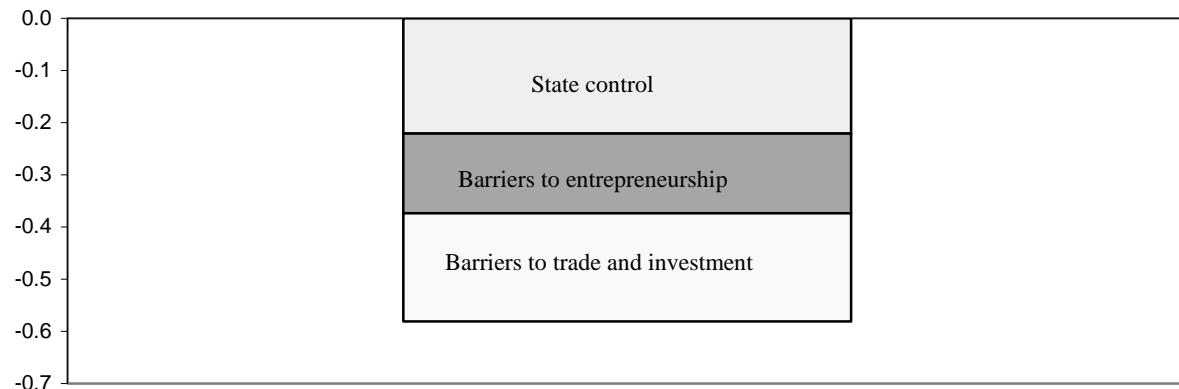 0.0
-0.1
State control
-0.2
-0.3
Barriers to entrepreneurship
-0.4
Barriers to trade and investment
-0.5
-0.6
-0.7